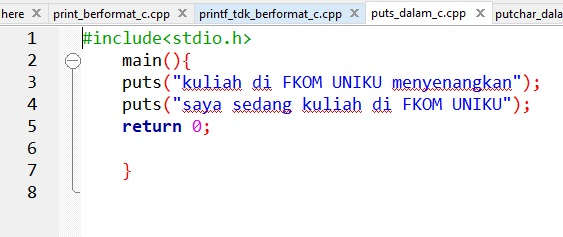 here X print_berformat_c.cpp X printf_tdk_berformat_c.cpp X puts_dalam_c.cpp X putchar_dala
1 #include<stdio.h>
2 main(){
3 puts("kuliah di FKOM UNIKU menyenangkan");
4 puts("saya sedang kuliah di FKOM UNIKU");
5 return 0;
6
7 }
8